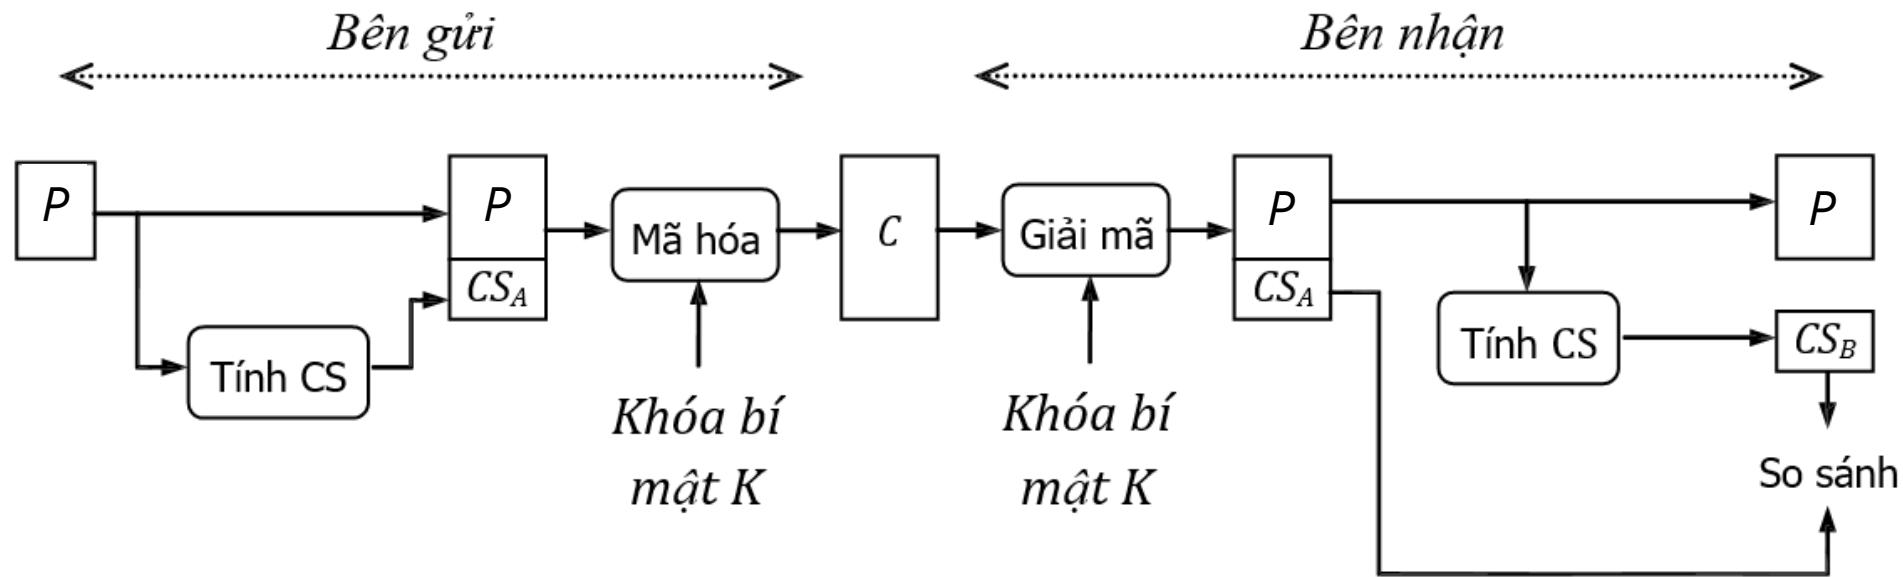 Bên gửi
Bên nhận
P
P
CS_A
Tính CS
Mã hóa
Khóa bí
mật K
C
Giải mã
Khóa bí
mật K
P
CS_A
Tính CS
P
CS_B
So sánh